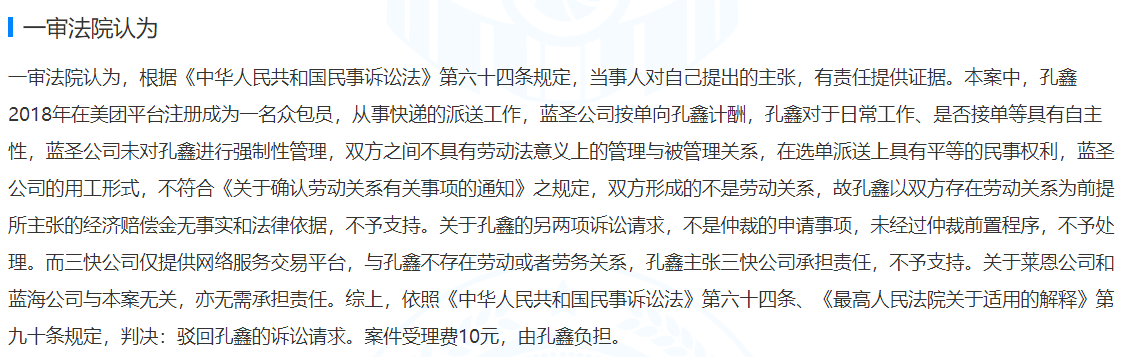 一审法院认为
一审法院认为，根据《中华人民共和国民事诉讼法》第六十四条规定，当事人对自己提出的主张，有责任提供证据。本案中，孔鑫
2018年在美团平台注册成为一名众包员，从事快递的派送工作，蓝圣公司按单向孔鑫计酬，孔鑫对于日常工作、是否接单等具有自主
性，蓝圣公司未对孔鑫进行强制性管理，双方之间不具有劳动法意义上的管理与被管理关系，在选单派送上具有平等的民事权利，蓝圣
公司的用工形式，不符合《关于确认劳动关系有关事项的通知》之规定，双方形成的不是劳动关系，故孔鑫以双方存在劳动关系为前提
所主张的经济赔偿金无事实和法律依据，不予支持。关于孔鑫的另两项诉讼请求，不是仲裁的申请事项，未经过仲裁前置程序，不予处
理。而三快公司仅提供网络服务交易平台，与孔鑫不存在劳动或者劳务关系，孔鑫主张三快公司承担责任，不予支持。关于莱恩公司和
蓝海公司与本案无关，亦无需承担责任。综上，依照《中华人民共和国民事诉讼法》第六十四条、《最高人民法院关于适用的解释》第
九十条规定，判决：驳回孔鑫的诉讼请求。案件受理费10元，由孔鑫负担。